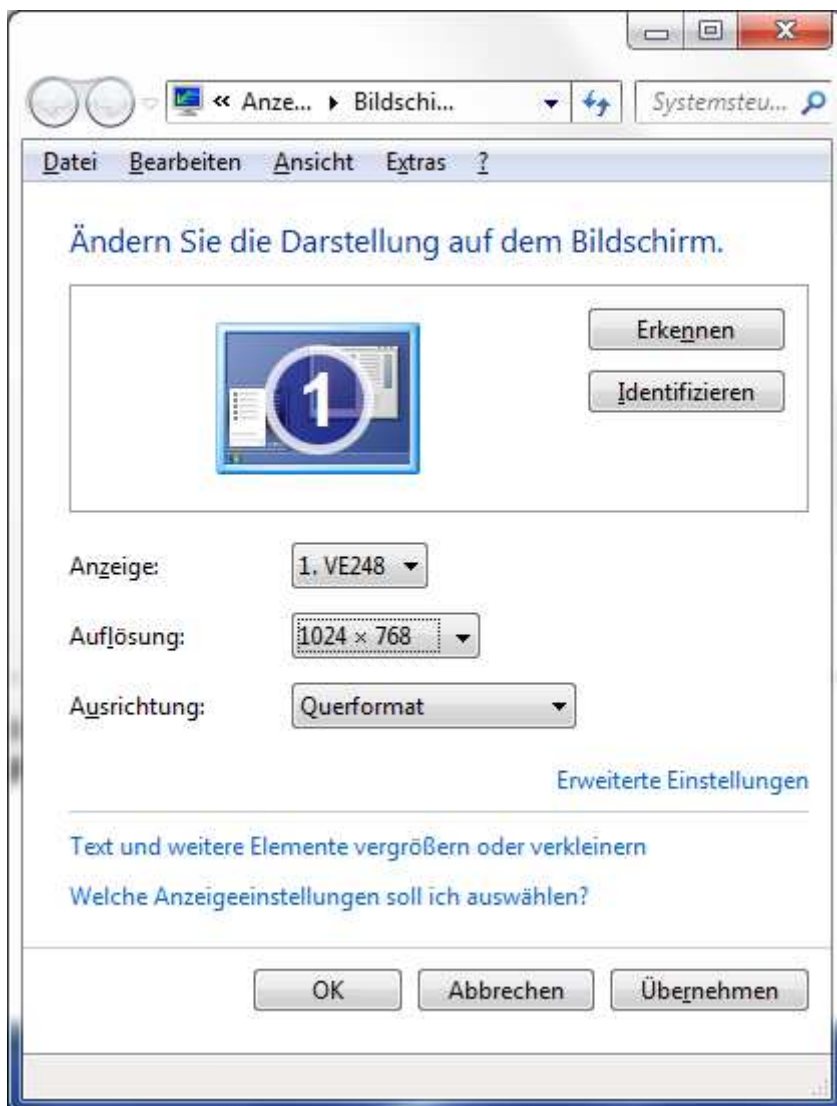 « Anze... ▸ Bildschi... Systemsteu...
Datei Bearbeiten Ansicht Extras ?
Ändern Sie die Darstellung auf dem Bildschirm.
Erkennen
1
Identifizieren
Anzeige: 1. VE248
Auflösung: 1024 × 768
Ausrichtung: Querformat
Erweiterte Einstellungen
Text und weitere Elemente vergrößern oder verkleinern
Welche Anzeigeeinstellungen soll ich auswählen?
OK Abbrechen Übernehmen